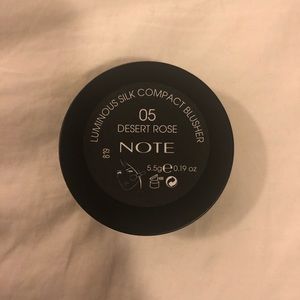 LUMINOUS SILK COMPACT BLUSHER
05
DESERT ROSE
NOTE
5.5g℮0.19 oz